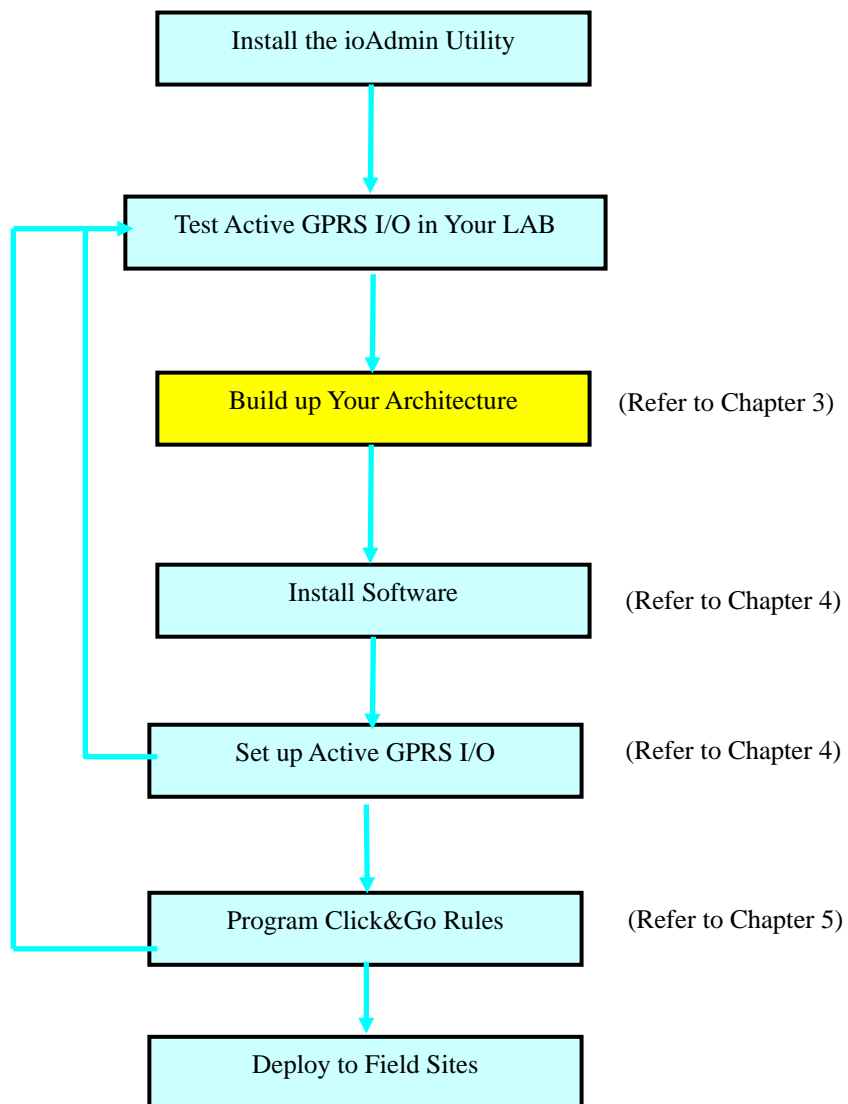 Install the ioAdmin Utility
Test Active GPRS I/O in Your LAB
Build up Your Architecture
(Refer to Chapter 3)
Install Software
(Refer to Chapter 4)
Set up Active GPRS I/O
(Refer to Chapter 4)
Program Click&Go Rules
(Refer to Chapter 5)
Deploy to Field Sites